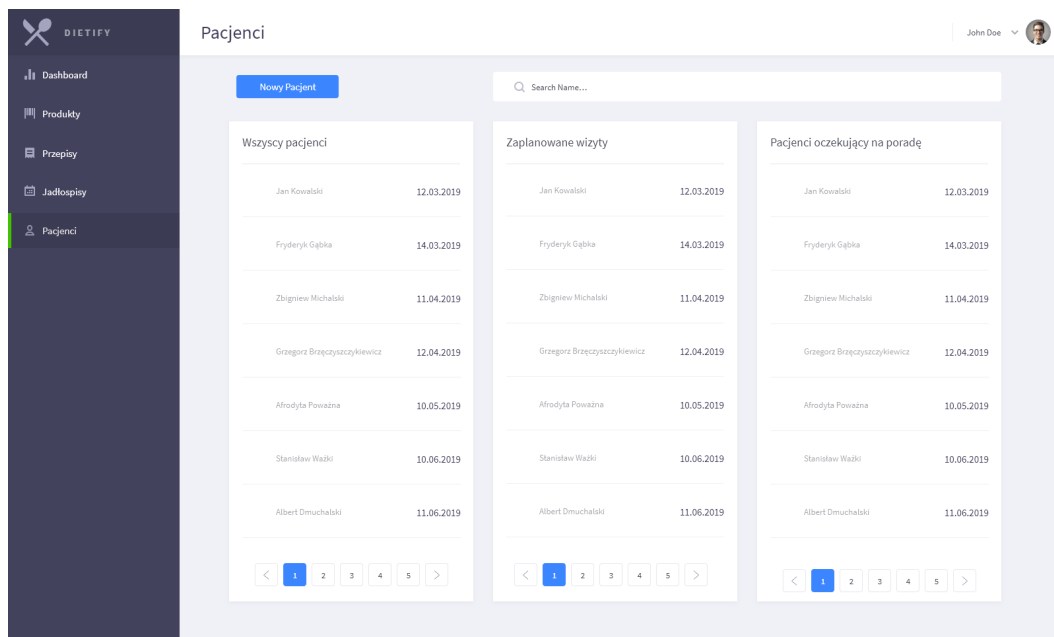 DIETIFY
Pacjenci
John Doe
Dashboard
Produkty
Przepisy
Jadłospisy
Pacjenci
Nowy Pacjent
Search Name...
Wszyscy pacjenci
Jan Kowalski 12.03.2019
Fryderyk Gąbka 14.03.2019
Zbigniew Michalski 11.04.2019
Grzegorz Brzęczyszczykiewicz 12.04.2019
Afrodyta Poważna 10.05.2019
Stanisław Ważki 10.06.2019
Albert Dmuchalski 11.06.2019
1 2 3 4 5
Zaplanowane wizyty
Jan Kowalski 12.03.2019
Fryderyk Gąbka 14.03.2019
Zbigniew Michalski 11.04.2019
Grzegorz Brzęczyszczykiewicz 12.04.2019
Afrodyta Poważna 10.05.2019
Stanisław Ważki 10.06.2019
Albert Dmuchalski 11.06.2019
1 2 3 4 5
Pacjenci oczekujący na poradę
Jan Kowalski 12.03.2019
Fryderyk Gąbka 14.03.2019
Zbigniew Michalski 11.04.2019
Grzegorz Brzęczyszczykiewicz 12.04.2019
Afrodyta Poważna 10.05.2019
Stanisław Ważki 10.06.2019
Albert Dmuchalski 11.06.2019
1 2 3 4 5